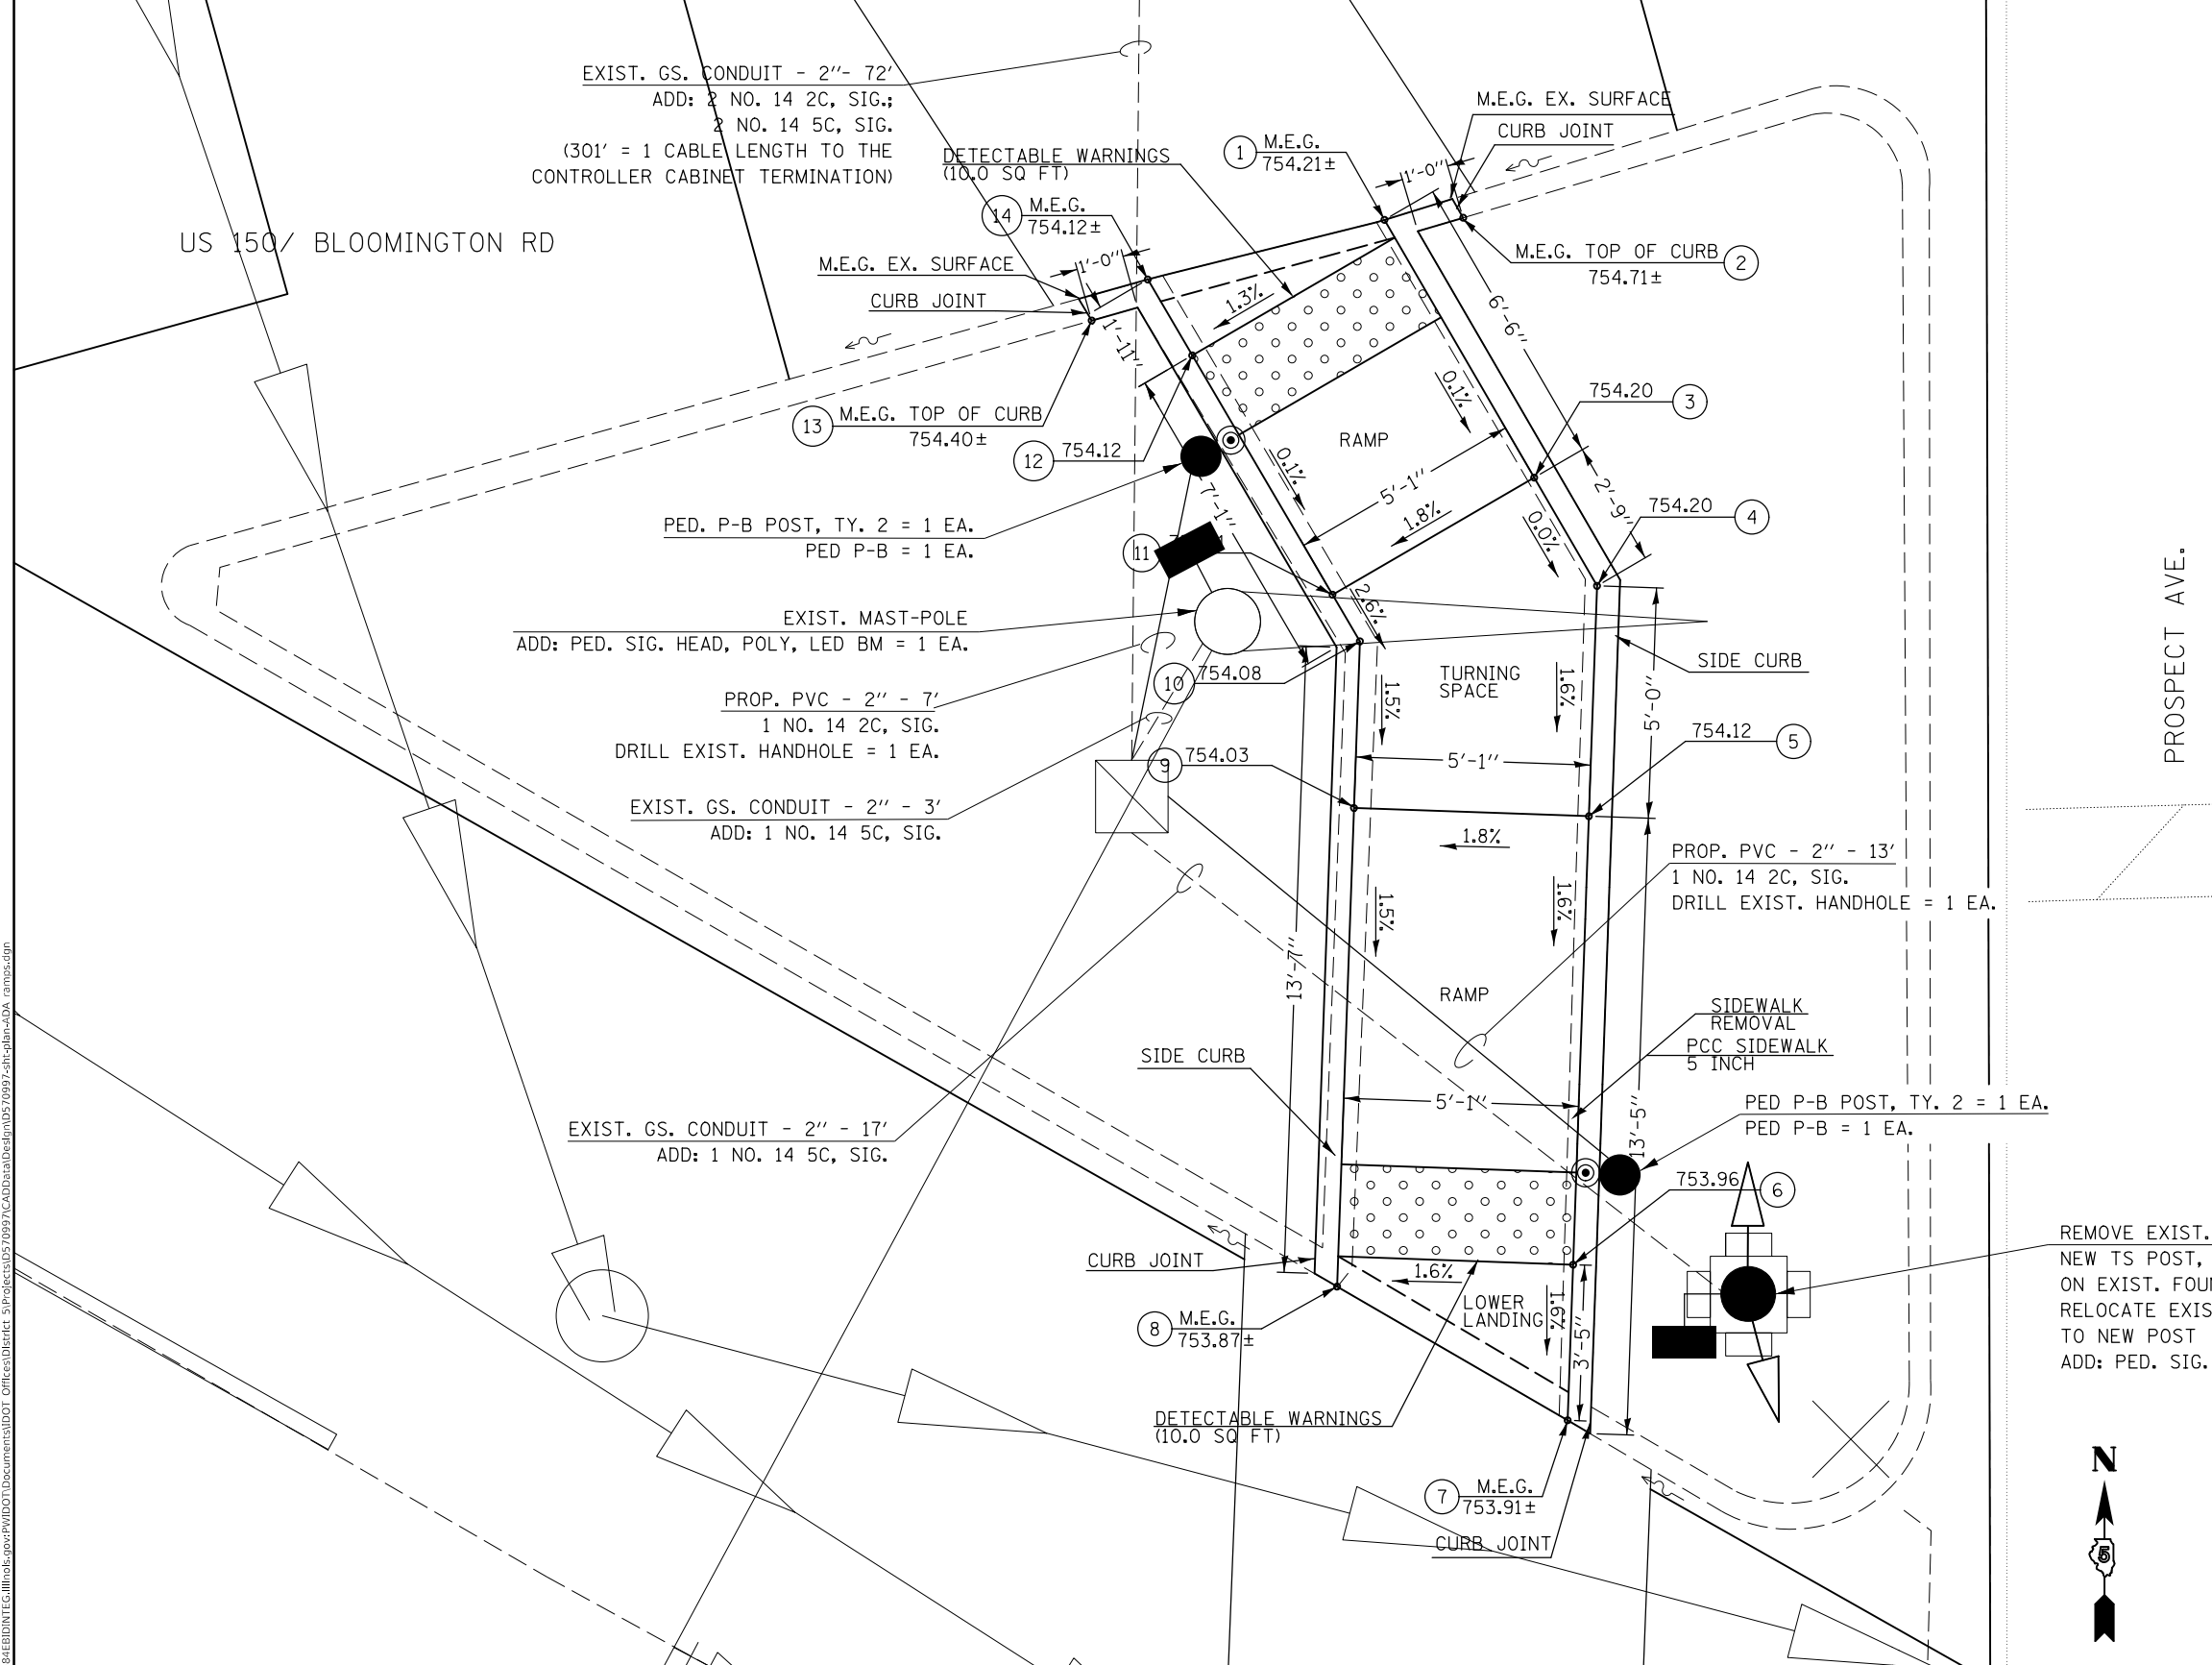 EXIST. GS. CONDUIT - 2"- 72'
ADD: 2 NO. 14 2C, SIG.;
2 NO. 14 5C, SIG.
(301' = 1 CABLE LENGTH TO THE
CONTROLLER CABINET TERMINATION)
US 150/ BLOOMINGTON RD
DETECTABLE WARNINGS
(10.0 SQ FT)
1
M.E.G.
754.21±
M.E.G. EX. SURFACE
CURB JOINT
1'-0"
14
M.E.G.
754.12±
M.E.G. EX. SURFACE
CURB JOINT
1'-0"
M.E.G. TOP OF CURB
754.71±
2
1.3%
6'-6"
1'-11"
13
M.E.G. TOP OF CURB
754.40±
12
754.12
0.1%
754.20
3
RAMP
0.1%
5'-1"
1.8%
2'-9"
0.0%
754.20
4
7'-1"
PED. P-B POST, TY. 2 = 1 EA.
PED P-B = 1 EA.
11
2.6%
EXIST. MAST-POLE
ADD: PED. SIG. HEAD, POLY, LED BM = 1 EA.
10
754.08
TURNING
SPACE
1.5%
1.6%
SIDE CURB
5'-0"
PROP. PVC - 2" - 7'
1 NO. 14 2C, SIG.
DRILL EXIST. HANDHOLE = 1 EA.
9
754.03
5'-1"
754.12
5
PROSPECT AVE.
EXIST. GS. CONDUIT - 2" - 3'
ADD: 1 NO. 14 5C, SIG.
1.8%
PROP. PVC - 2" - 13'
1 NO. 14 2C, SIG.
DRILL EXIST. HANDHOLE = 1 EA.
1.5%
1.6%
13'-7"
RAMP
SIDEWALK
REMOVAL
PCC SIDEWALK
5 INCH
SIDE CURB
5'-1"
13'-5"
PED P-B POST, TY. 2 = 1 EA.
PED P-B = 1 EA.
EXIST. GS. CONDUIT - 2" - 17'
ADD: 1 NO. 14 5C, SIG.
753.96
6
CURB JOINT
1.6%
LOWER
LANDING
1.6%
3'-5"
8
M.E.G.
753.87±
REMOVE EXIST.
NEW TS POST,
ON EXIST.
TO NEW POST
ADD: PED. SIG.
DETECTABLE WARNINGS
(10.0 SQ FT)
7
M.E.G.
753.91±
CURB JOINT
N
5